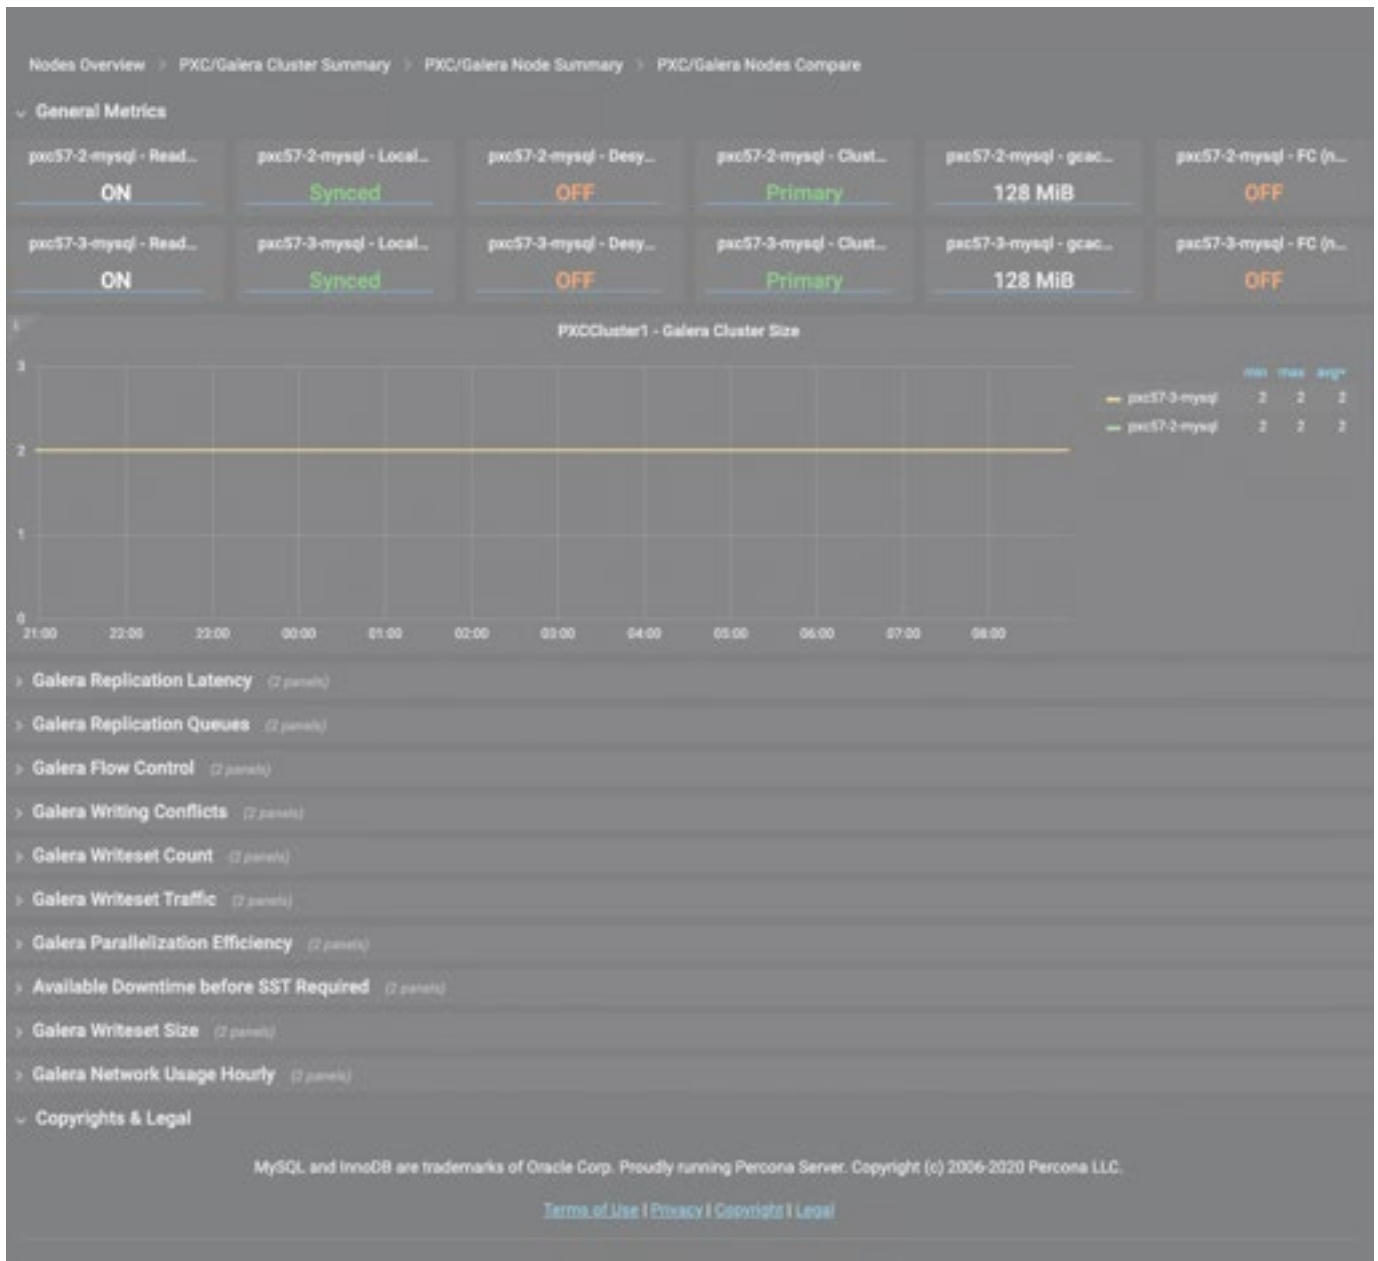 Nodes Overview > PXC/Galera Cluster Summary > PXC/Galera Node Summary > PXC/Galera Nodes Compare
General Metrics
pxc57-2-mysql - Read... pxc57-2-mysql - Local... pxc57-2-mysql - Desy... pxc57-2-mysql - Clust... pxc57-2-mysql - gcac... pxc57-2-mysql - FC (n...
ON Synced OFF Primary 128 MiB OFF
pxc57-3-mysql - Read... pxc57-3-mysql - Local... pxc57-3-mysql - Desy... pxc57-3-mysql - Clust... pxc57-3-mysql - gcac... pxc57-3-mysql - FC (n...
ON Synced OFF Primary 128 MiB OFF
PXCCluster1 - Galera Cluster Size
3
min max avg
pxc57-3-mysql 2 2 2
pxc57-2-mysql 2 2 2
2
1
0
21:00 22:00 23:00 00:00 01:00 02:00 03:00 04:00 05:00 06:00 07:00 08:00
Galera Replication Latency (2 panels)
Galera Replication Queues (2 panels)
Galera Flow Control (2 panels)
Galera Writing Conflicts (2 panels)
Galera Writeset Count (2 panels)
Galera Writeset Traffic (2 panels)
Galera Parallelization Efficiency (2 panels)
Available Downtime before SST Required (2 panels)
Galera Writeset Size (2 panels)
Galera Network Usage Hourly (2 panels)
Copyrights & Legal
MySQL and InnoDB are trademarks of Oracle Corp. Proudly running Percona Server. Copyright (c) 2006-2020 Percona LLC.
Terms of Use | Privacy | Copyright | Legal